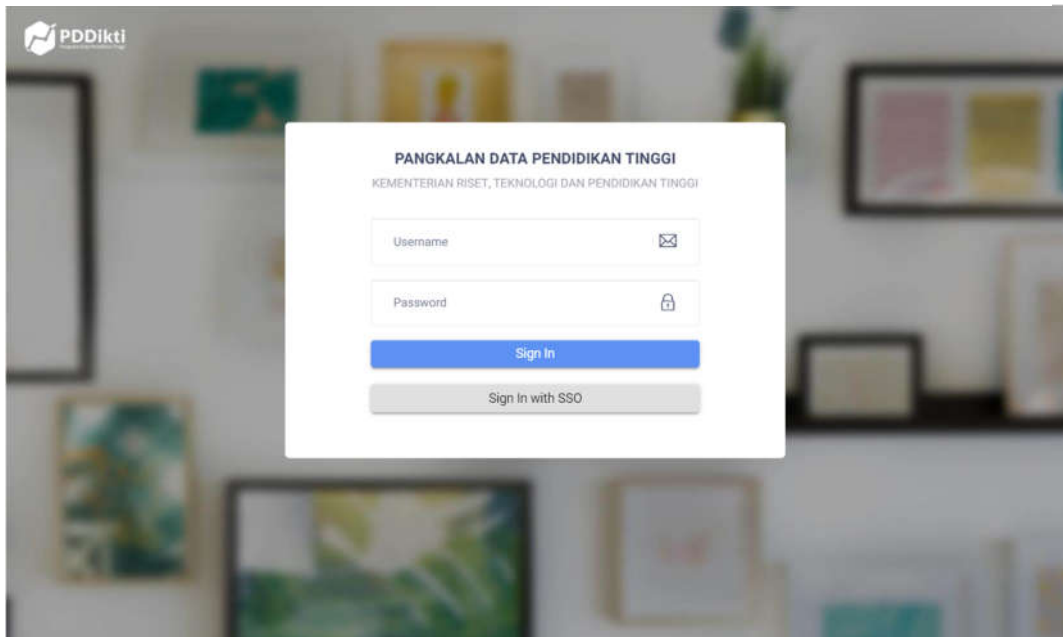 PDDikti
PANGKALAN DATA PENDIDIKAN TINGGI
KEMENTERIAN RISET, TEKNOLOGI DAN PENDIDIKAN TINGGI
Username
Password
Sign In
Sign In with SSO